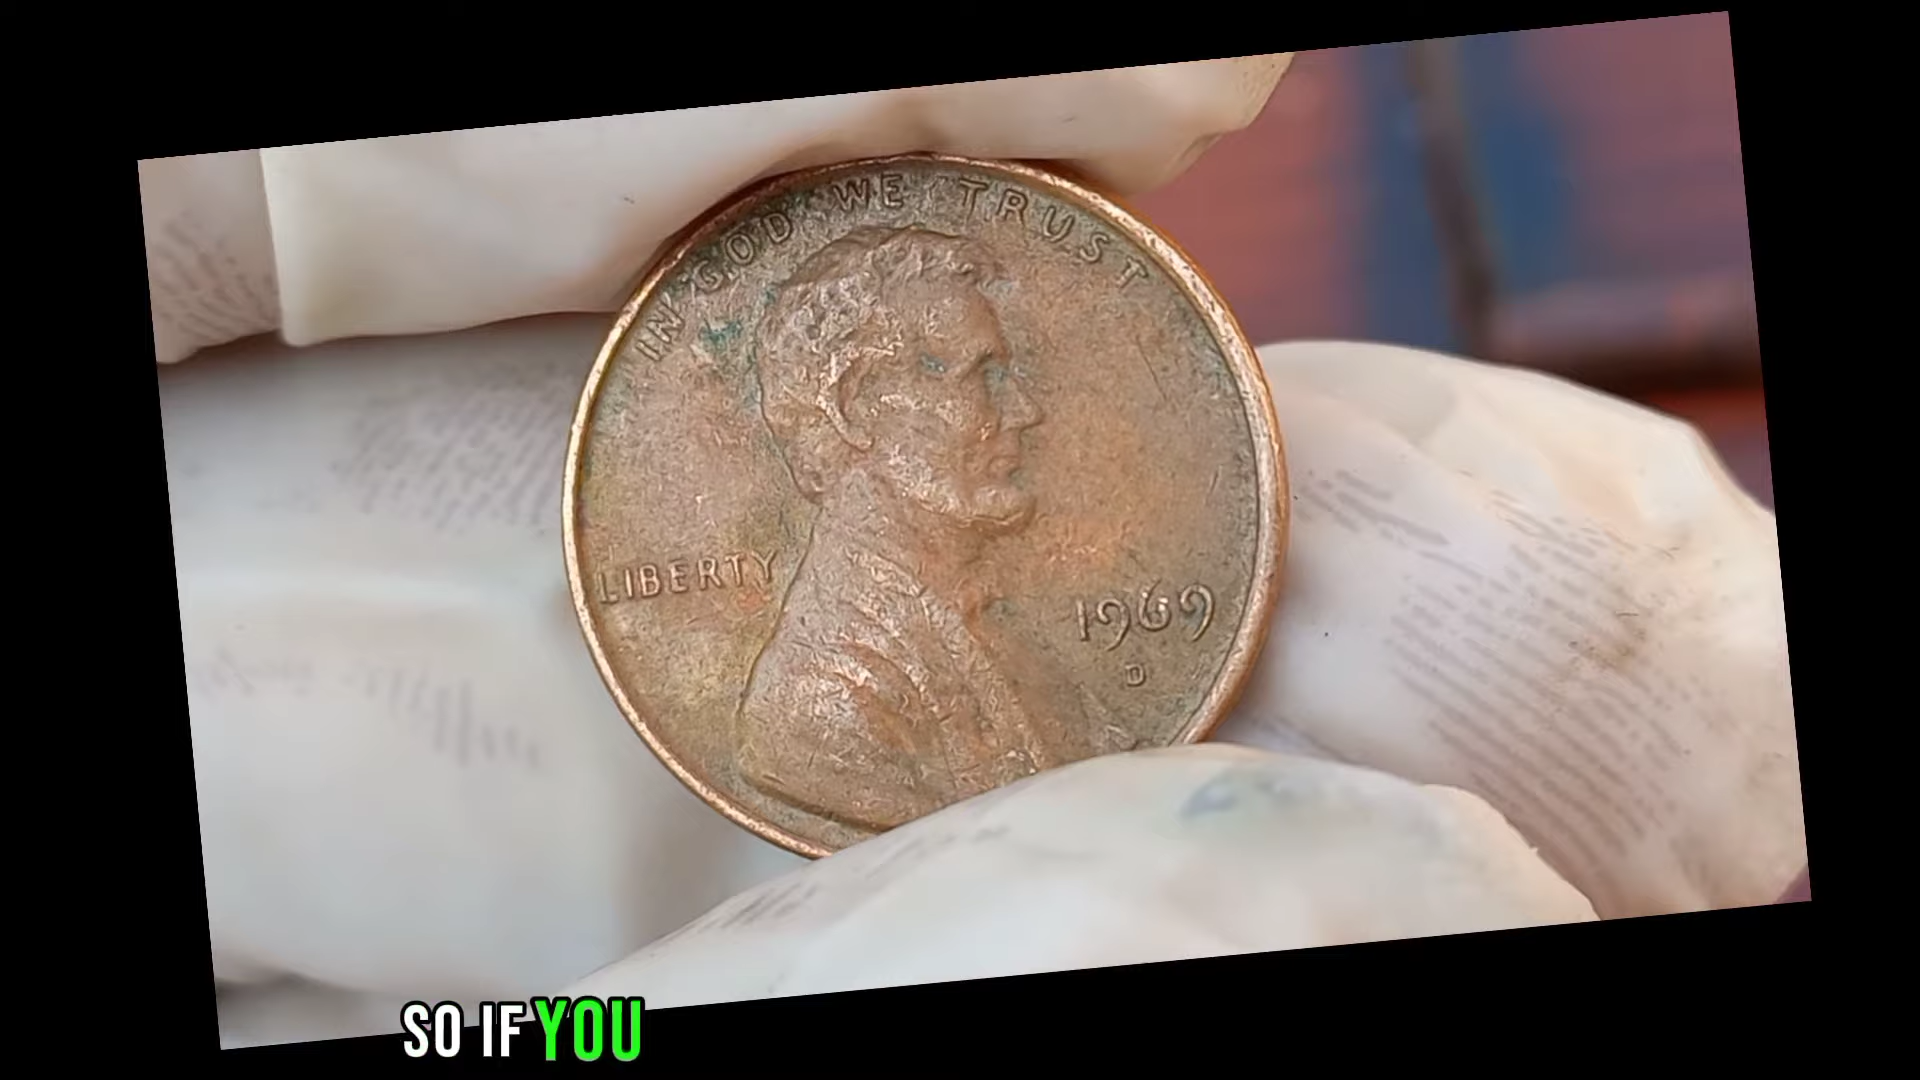 IN GOD WE TRUST
LIBERTY
1969
D
SO IF YOU